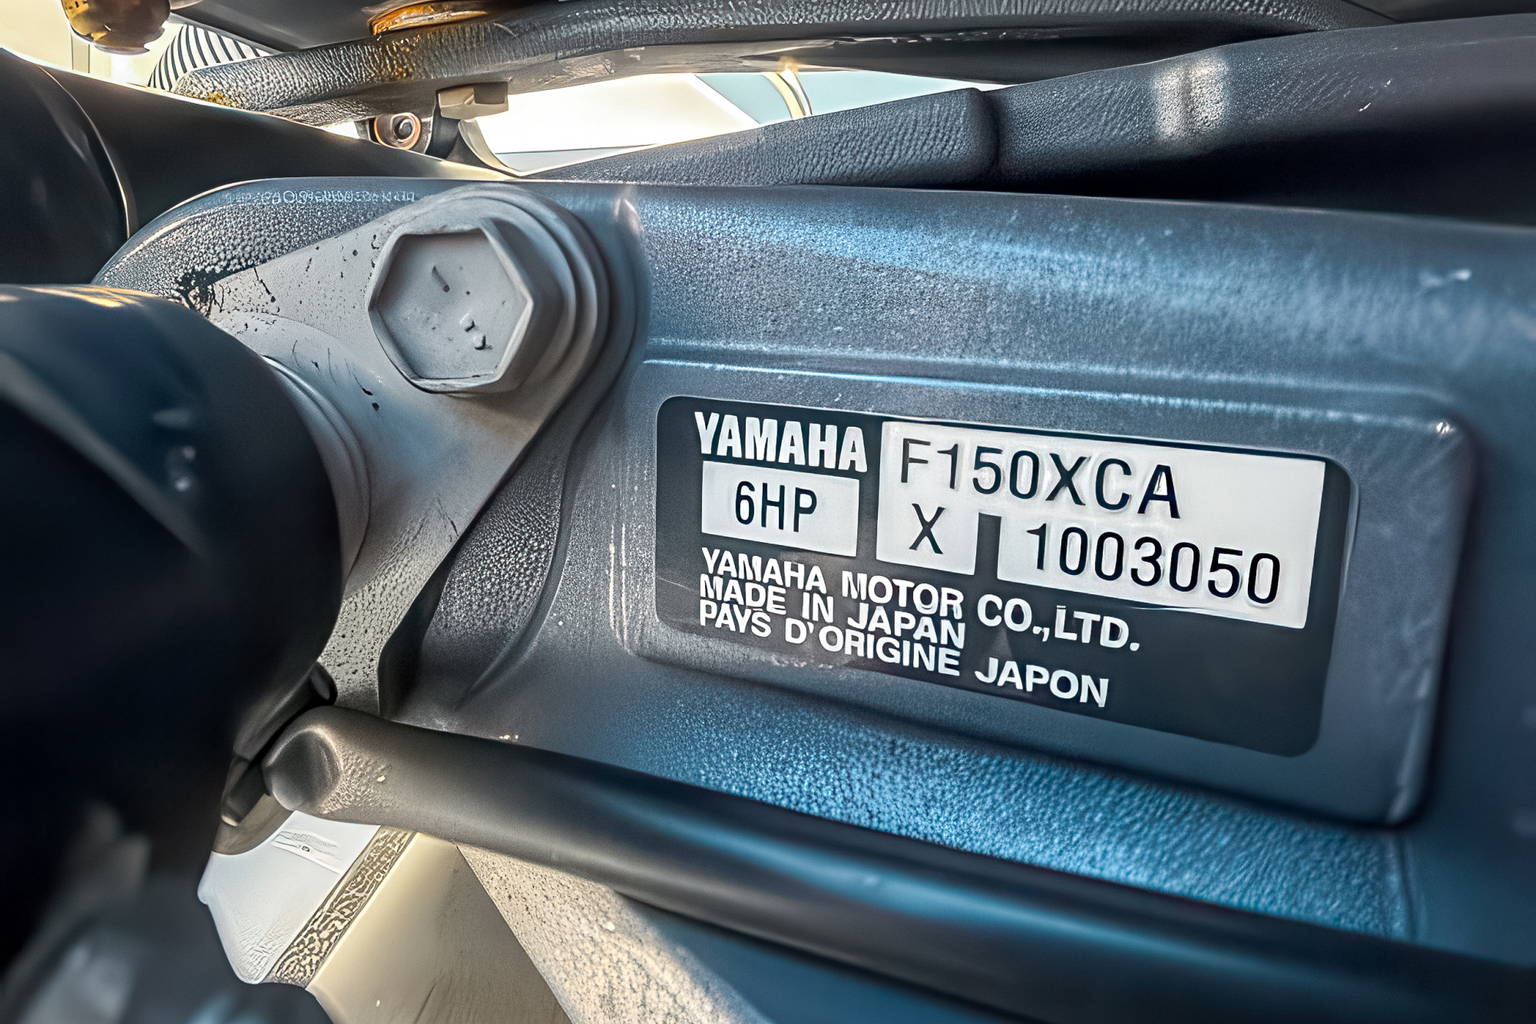 YAMAHA F150XCA
6HP X 1003050
YAMAHA MOTOR CO.,LTD.
MADE IN JAPAN
PAYS D'ORIGINE JAPON